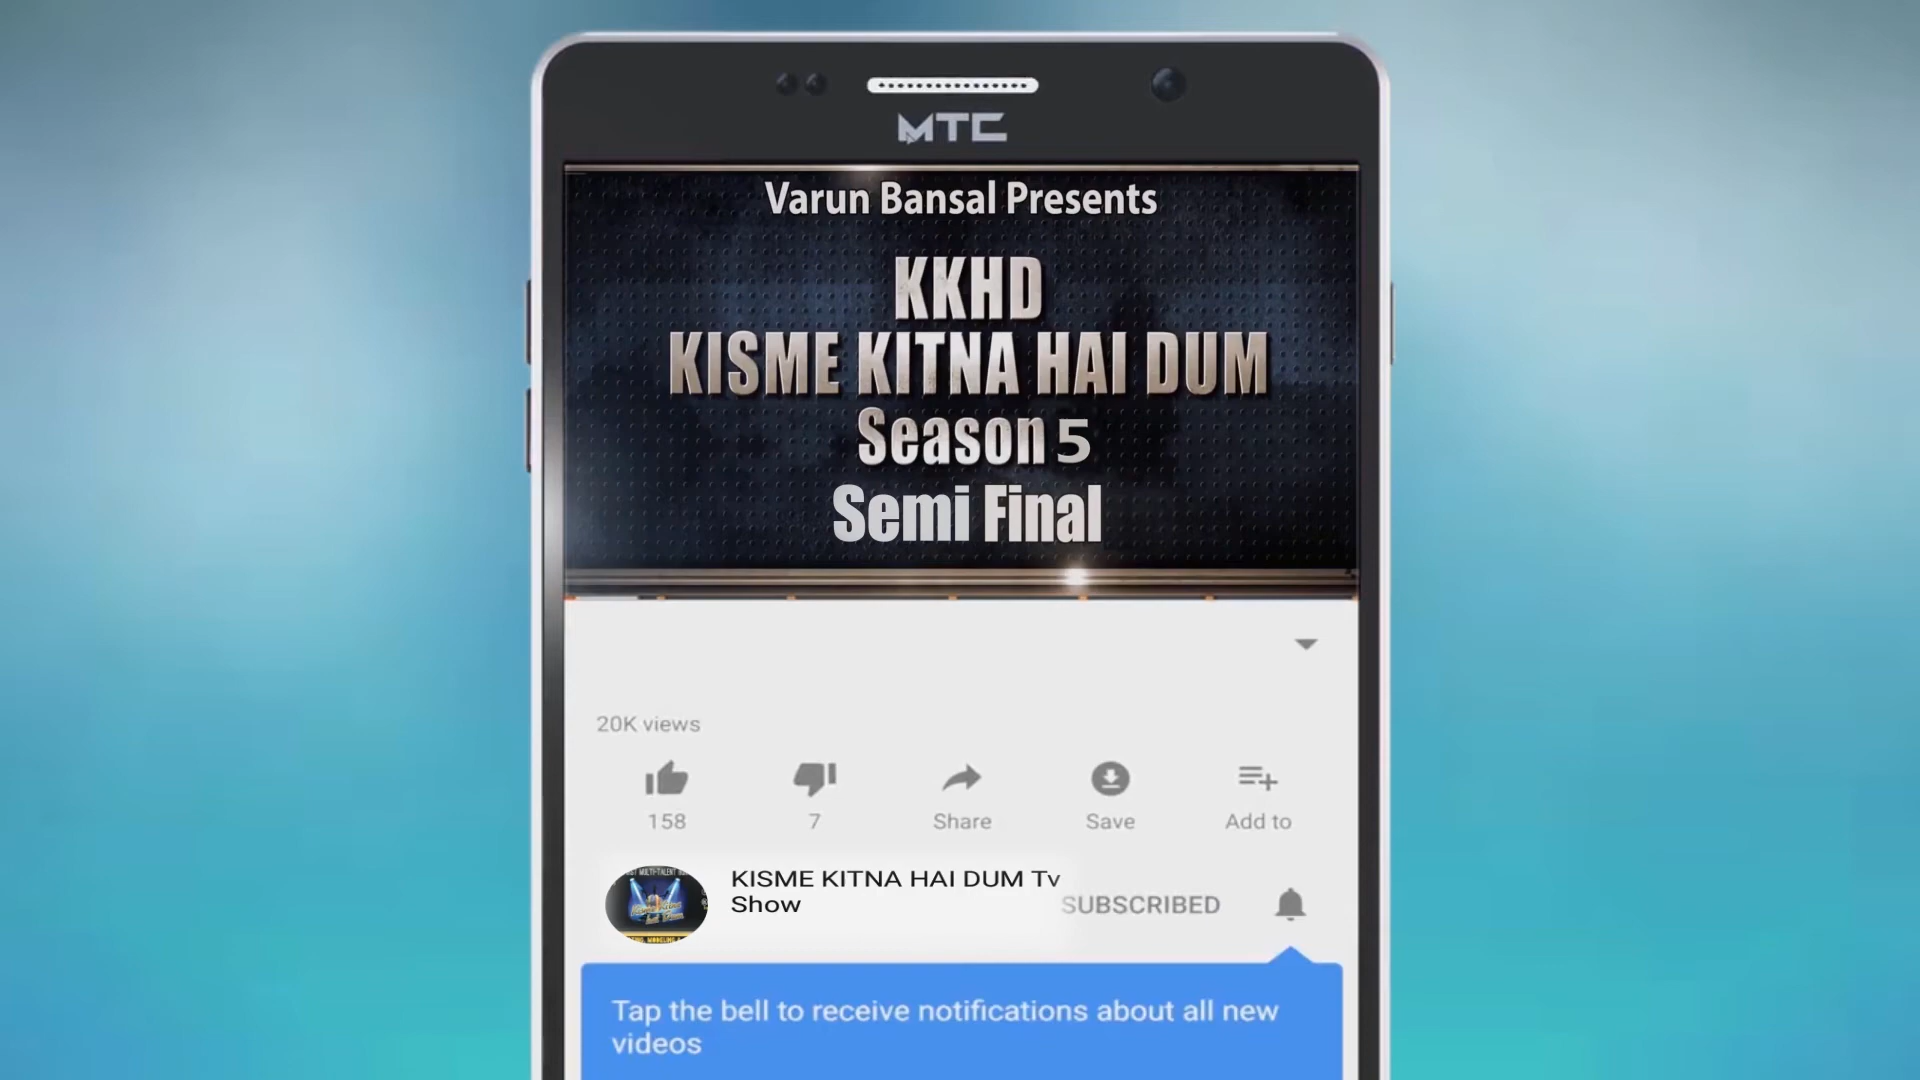 MTC
Varun Bansal Presents
KKHD
KISME KITNA HAI DUM
Season 5
Semi Final
20K views
158
7
Share
Save
Add to
KISME KITNA HAI DUM Tv
Show
SUBSCRIBED
Tap the bell to receive notifications about all new
videos